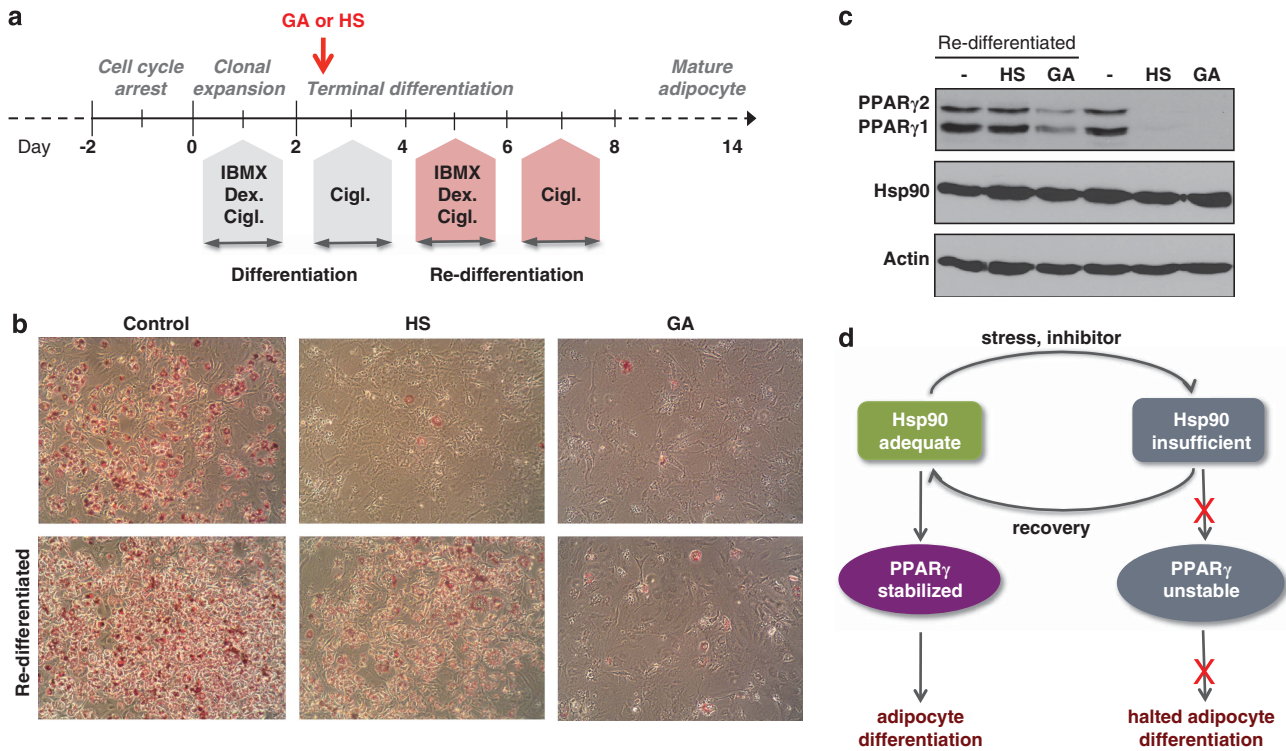 a
GA or HS
Cell cycle
arrest
Clonal
expansion
Terminal differentiation
Mature
adipocyte
Day
-2
0
2
4
6
8
14
IBMX
Dex.
Cigl.
Cigl.
IBMX
Dex.
Cigl.
Cigl.
Differentiation
Re-differentiation
b
Control
HS
GA
Re-differentiated
c
Re-differentiated
- HS GA - HS GA
PPARγ2
PPARγ1
Hsp90
Actin
d
stress, inhibitor
Hsp90
adequate
Hsp90
insufficient
recovery
X
PPARγ
stabilized
PPARγ
unstable
X
adipocyte
differentiation
halted adipocyte
differentiation